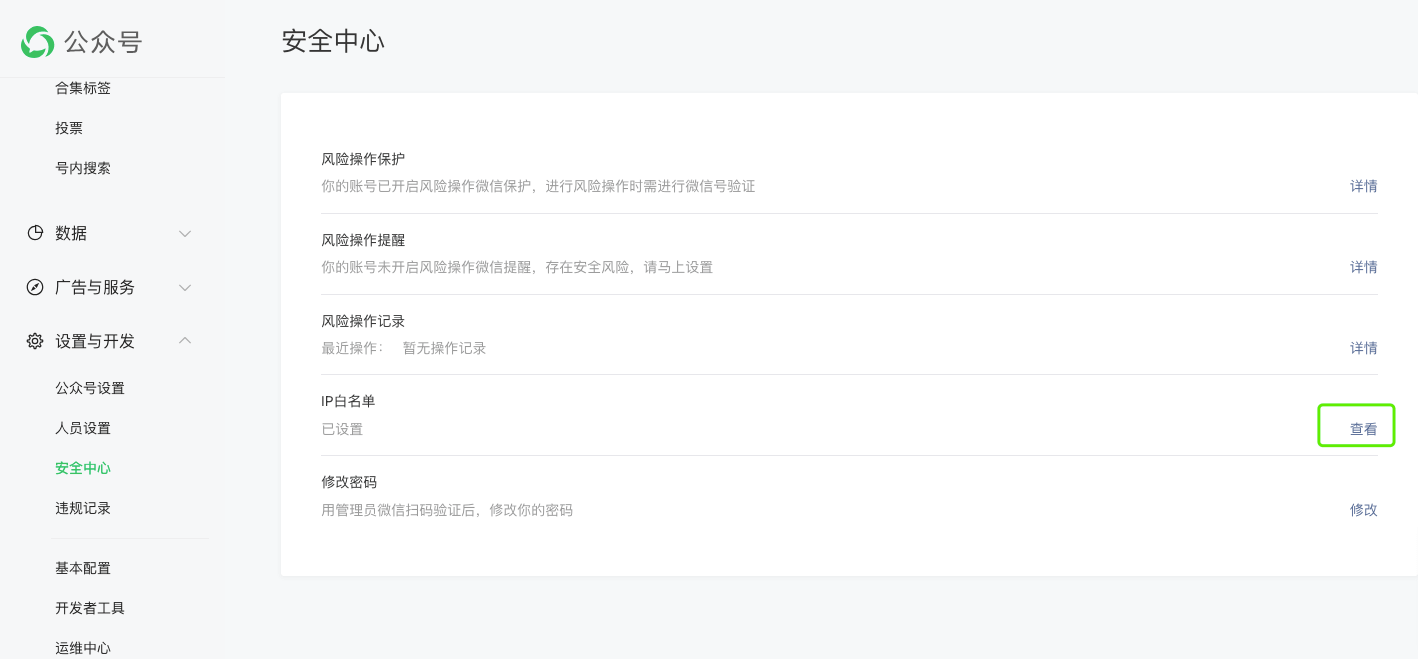 公众号
合集标签
投票
号内搜索
数据
广告与服务
设置与开发
公众号设置
人员设置
安全中心
违规记录
基本配置
开发者工具
运维中心
安全中心
风险操作保护
你的账号已开启风险操作微信保护，进行风险操作时需进行微信号验证
详情
风险操作提醒
你的账号未开启风险操作微信提醒，存在安全风险，请马上设置
详情
风险操作记录
最近操作： 暂无操作记录
详情
IP白名单
已设置
查看
修改密码
用管理员微信扫码验证后，修改你的密码
修改